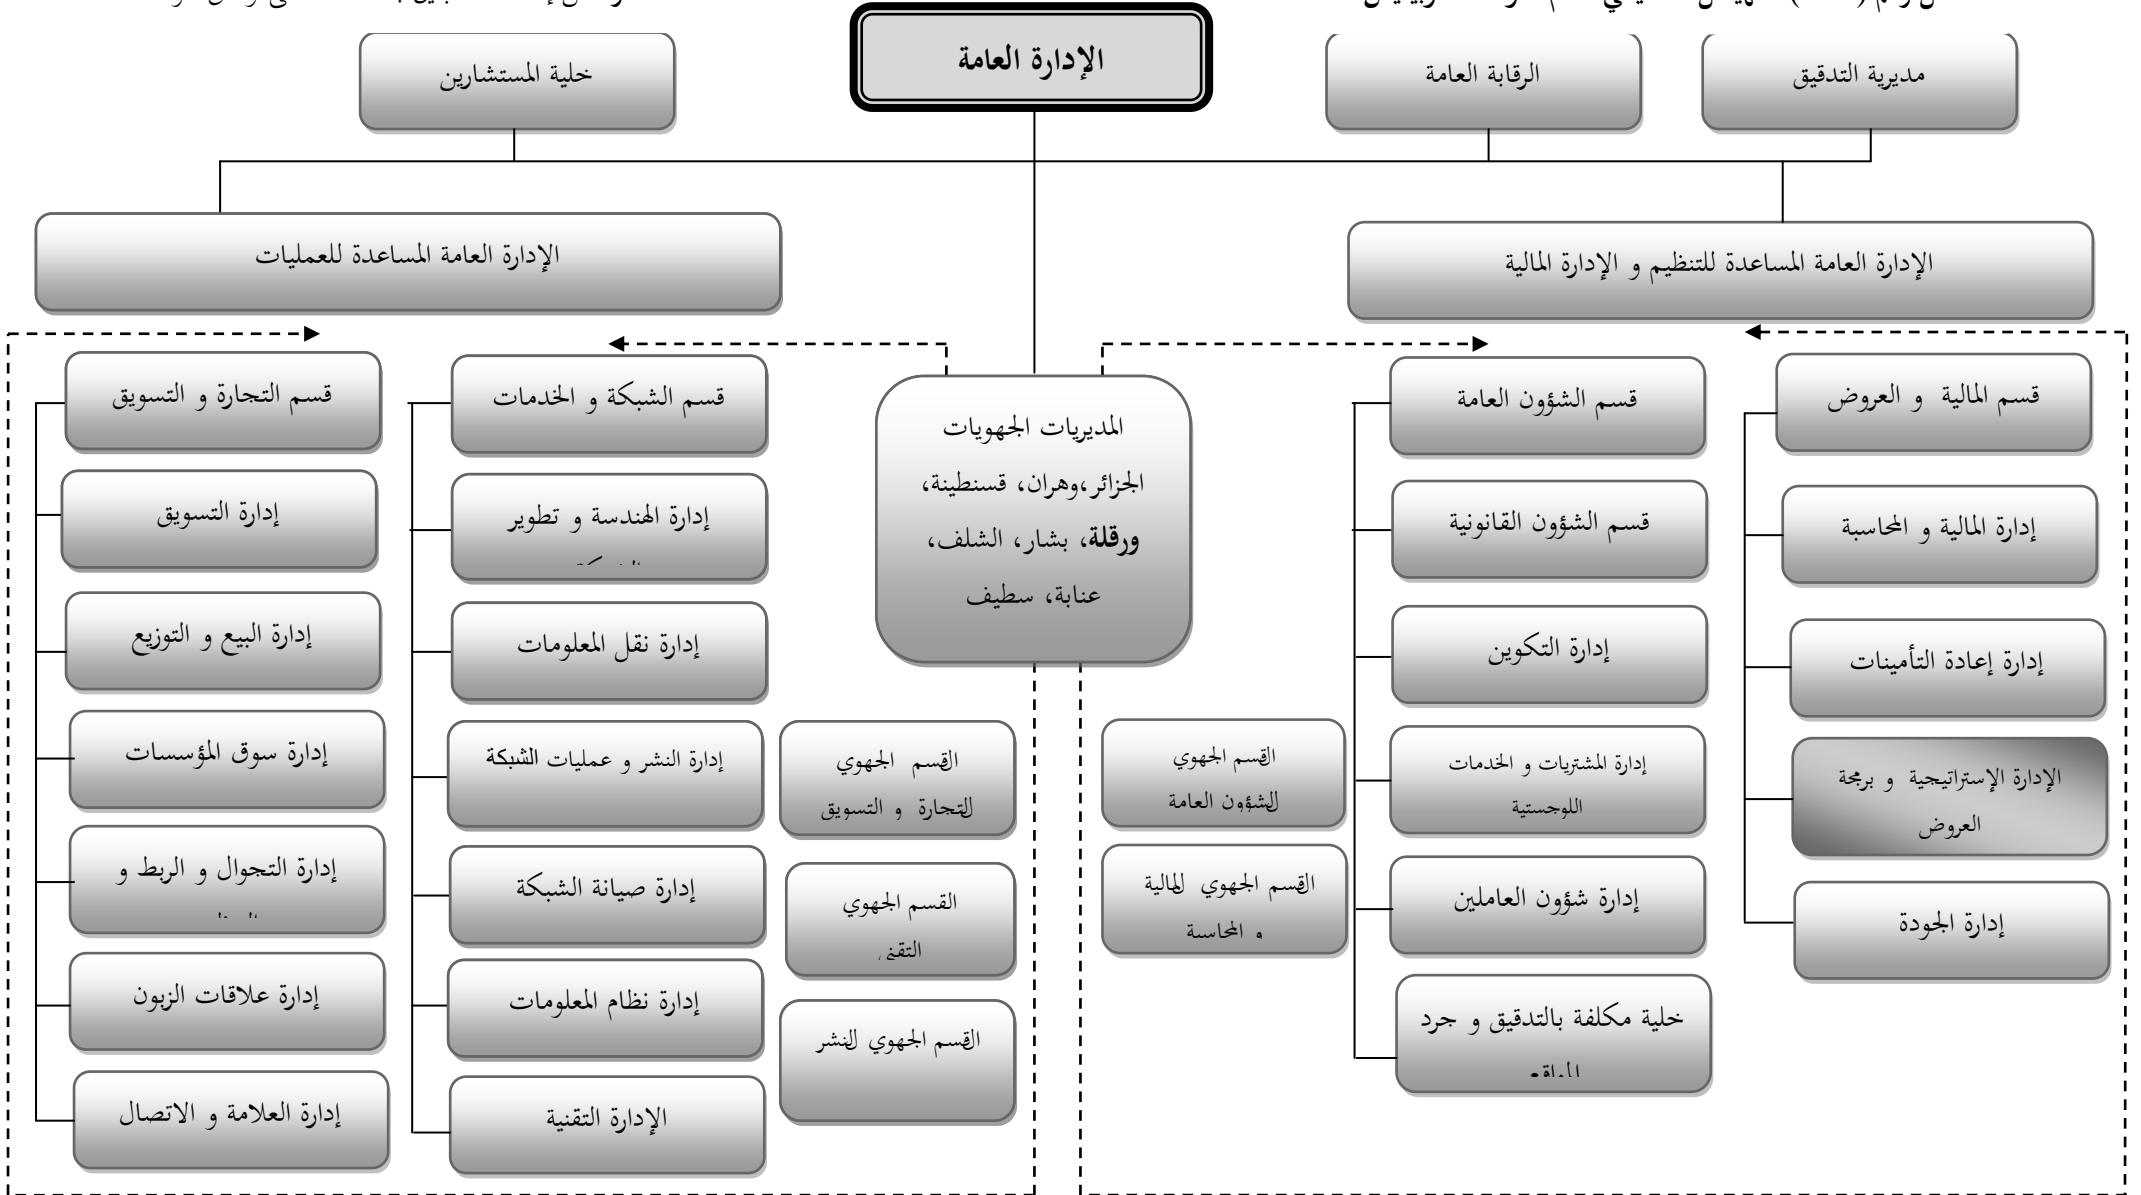 الإدارة العامة
مديرية التدقيق
الرقابة العامة
خلية المستشارين
الإدارة العامة المساعدة للتنظيم و الإدارة المالية
الإدارة العامة المساعدة للعمليات
قسم المالية و العروض
إدارة المالية و المحاسبة
إدارة إعادة التأمينات
الإدارة الإستراتيجية و برمجة
العروض
إدارة الجودة
قسم الشؤون العامة
قسم الشؤون القانونية
إدارة التكوين
إدارة المشتريات و الخدمات
اللوجستية
إدارة شؤون العاملين
خلية مكلفة بالتدقيق و جرد
المواقع
المديريات الجهويات
الجزائر،وهران، قسنطينة،
ورقلة، بشار، الشلف،
عنابة، سطيف
القسم الجهوي
للشؤون العامة
القسم الجهوي للمالية
و المحاسبة
القسم الجهوي
للتجارة و التسويق
القسم الجهوي
التقني
القسم الجهوي للنشر
قسم الشبكة و الخدمات
إدارة الهندسة و تطوير
الشبكة
إدارة نقل المعلومات
إدارة النشر و عمليات الشبكة
إدارة صيانة الشبكة
إدارة نظام المعلومات
الإدارة التقنية
قسم التجارة و التسويق
إدارة التسويق
إدارة البيع و التوزيع
إدارة سوق المؤسسات
إدارة التجوال و الربط و
إدارة علاقات الزبون
إدارة العلامة و الاتصال